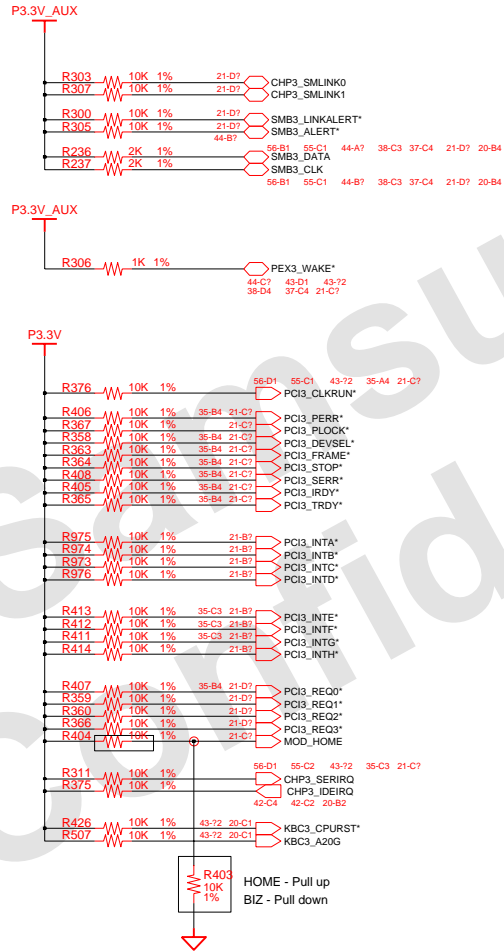 P3.3V_AUX
R303 10K 1% 21-D? CHP3_SMLINK0
R307 10K 1% 21-D? CHP3_SMLINK1
R300 10K 1% 21-D? SMB3_LINKALERT*
R305 10K 1% 21-D? SMB3_ALERT*
44-B?
56-B1 55-C1 44-A? 38-C3 37-C4 21-D? 20-B4
R236 2K 1% SMB3_DATA
R237 2K 1% SMB3_CLK
56-B1 55-C1 44-B? 38-C3 37-C4 21-D? 20-B4
P3.3V_AUX
R306 1K 1% PEX3_WAKE*
44-C? 43-D1 43-?2
38-D4 37-C4 21-C?
P3.3V
56-D1 55-C1 43-?2 35-A4 21-C?
R376 10K 1% PCI3_CLKRUN*
R406 10K 1% 35-B4 21-C? PCI3_PERR*
R367 10K 1% 21-C? PCI3_PLOCK*
R358 10K 1% 35-B4 21-C? PCI3_DEVSEL*
R363 10K 1% 35-B4 21-C? PCI3_FRAME*
R364 10K 1% 35-B4 21-C? PCI3_STOP*
R408 10K 1% 35-B4 21-C? PCI3_SERR*
R405 10K 1% 35-B4 21-C? PCI3_IRDY*
R365 10K 1% 35-B4 21-C? PCI3_TRDY*
R975 10K 1% 21-B? PCI3_INTA*
R974 10K 1% 21-B? PCI3_INTB*
R973 10K 1% 21-B? PCI3_INTC*
R976 10K 1% 21-B? PCI3_INTD*
R413 10K 1% 35-C3 21-B? PCI3_INTE*
R412 10K 1% 35-C3 21-B? PCI3_INTF*
R411 10K 1% 35-C3 21-B? PCI3_INTG*
R414 10K 1% 21-B? PCI3_INTH*
R407 10K 1% 35-B4 21-D? PCI3_REQ0*
R359 10K 1% 21-D? PCI3_REQ1*
R360 10K 1% 21-D? PCI3_REQ2*
R366 10K 1% 21-D? PCI3_REQ3*
R404 10K 1% 21-C? MOD_HOME
56-D1 55-C2 43-?2 35-C3 21-C?
R311 10K 1% CHP3_SERIRQ
R375 10K 1% CHP3_IDEIRQ
42-C4 42-C2 20-B2
R426 10K 1% 43-?2 20-C1 KBC3_CPURST*
R507 10K 1% 43-?2 20-C1 KBC3_A20G
R403
10K
1%
HOME - Pull up
BIZ - Pull down